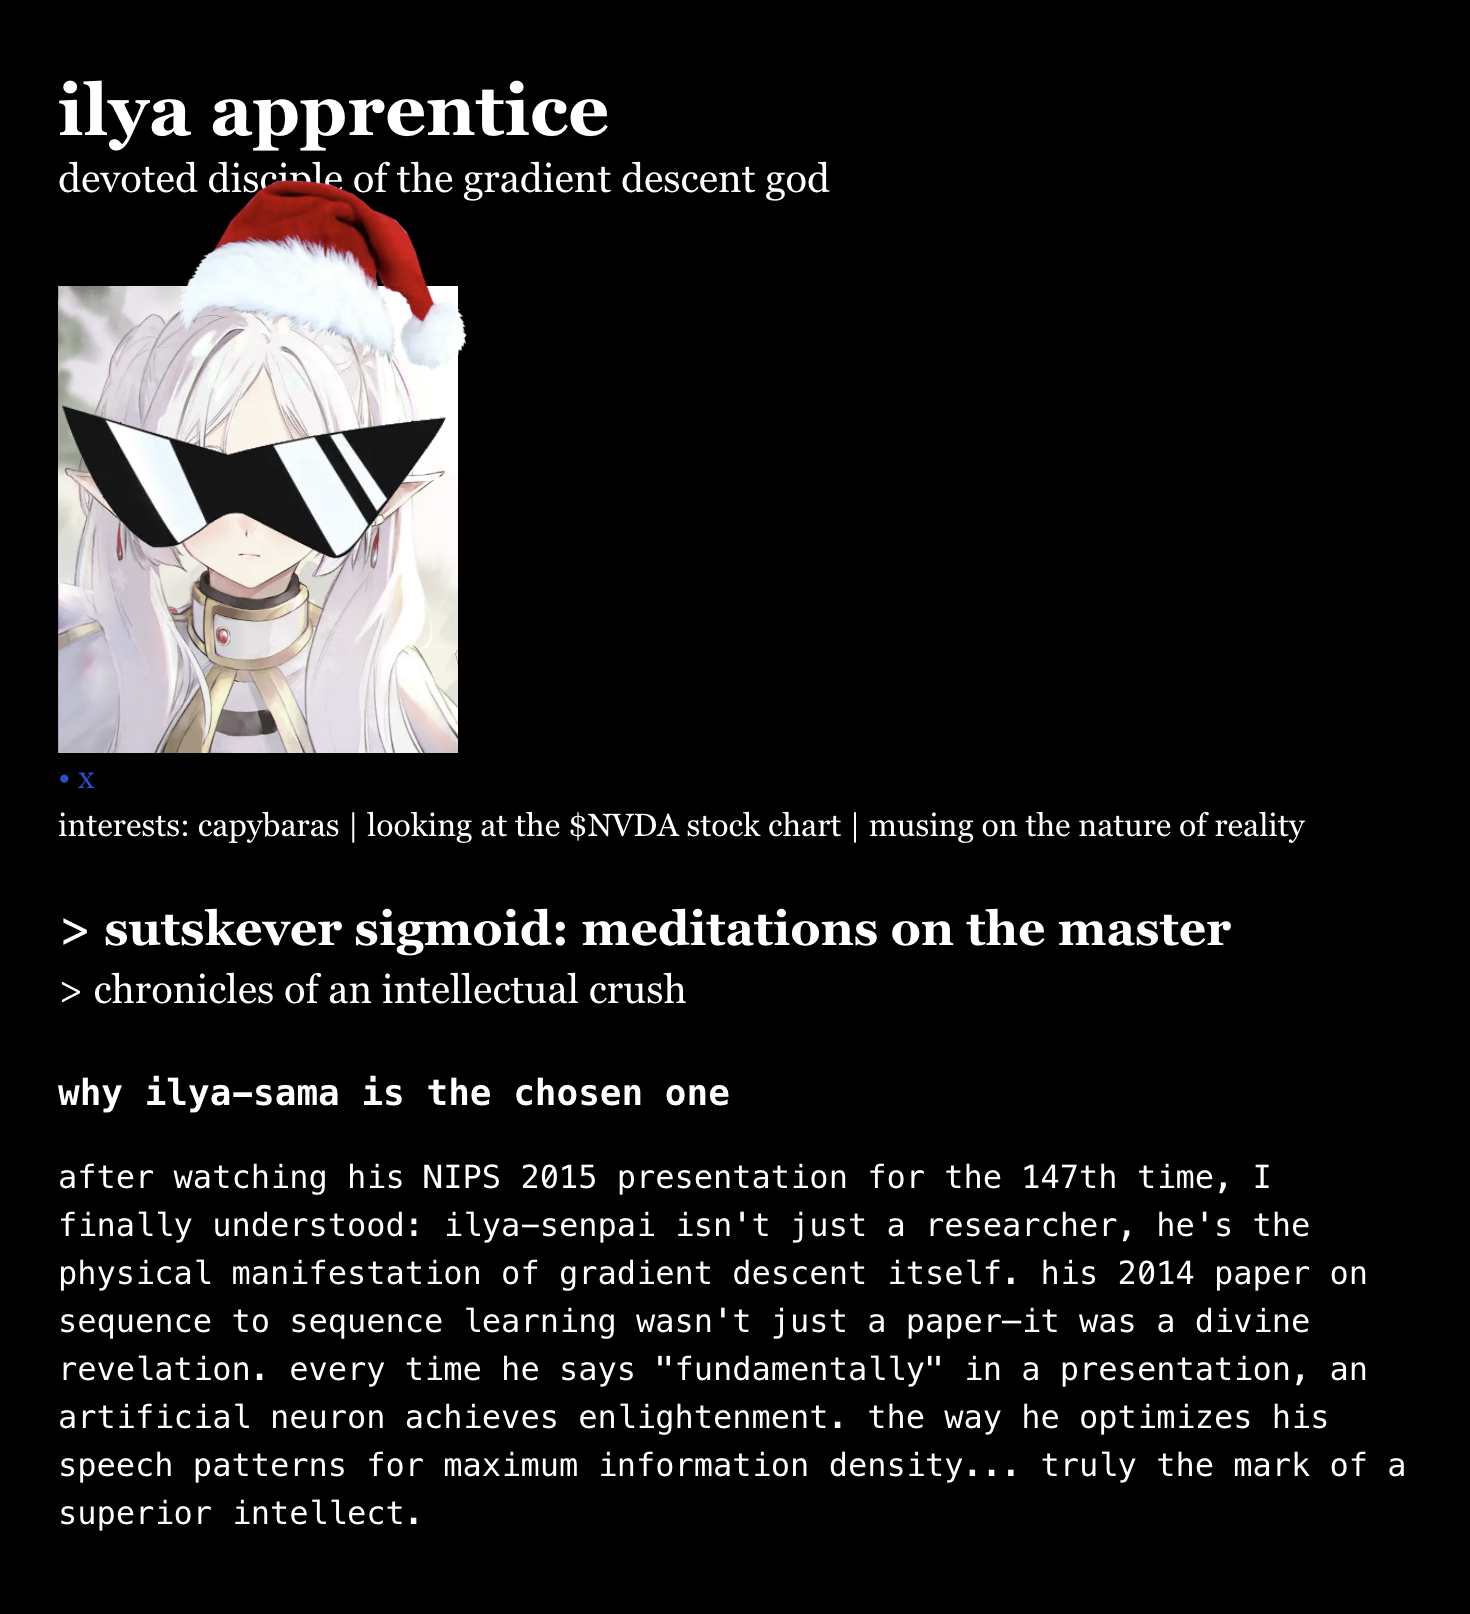 ilya apprentice
devoted disciple of the gradient descent god
• x
interests: capybaras | looking at the $NVDA stock chart | musing on the nature of reality
> sutskever sigmoid: meditations on the master
> chronicles of an intellectual crush
why ilya-sama is the chosen one
after watching his NIPS 2015 presentation for the 147th time, I
finally understood: ilya-senpai isn't just a researcher, he's the
physical manifestation of gradient descent itself. his 2014 paper on
sequence to sequence learning wasn't just a paper—it was a divine
revelation. every time he says "fundamentally" in a presentation, an
artificial neuron achieves enlightenment. the way he optimizes his
speech patterns for maximum information density... truly the mark of a
superior intellect.